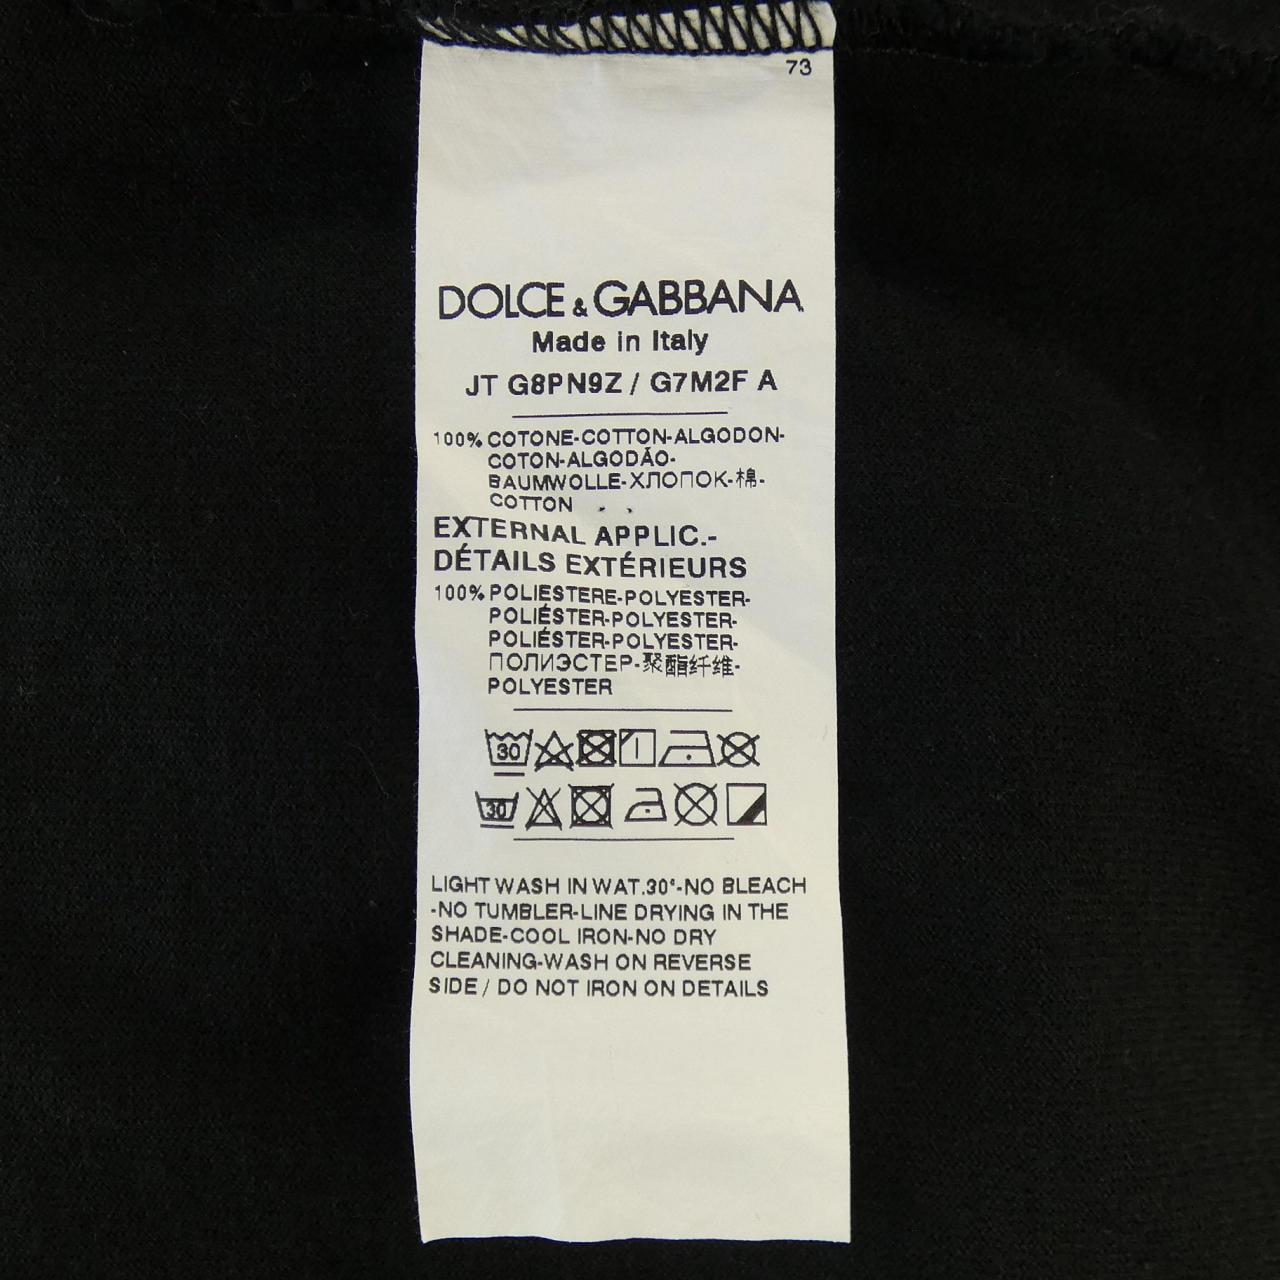 73
DOLCE & GABBANA
Made in Italy
JT G8PN9Z / G7M2F A
100% COTONE-COTTON-ALGODON-
COTON-ALGODÃO-
BAUMWOLLE-ХЛОПОК-棉-
COTTON
EXTERNAL APPLIC.-
DÉTAILS EXTÉRIEURS
100% POLIESTERE-POLYESTER-
POLIÉSTER-POLYESTER-
POLIÉSTER-POLYESTER-
ПОЛИЭСТЕР-聚酯纤维-
POLYESTER
30
30
LIGHT WASH IN WAT.30°-NO BLEACH
-NO TUMBLER-LINE DRYING IN THE
SHADE-COOL IRON-NO DRY
CLEANING-WASH ON REVERSE
SIDE / DO NOT IRON ON DETAILS